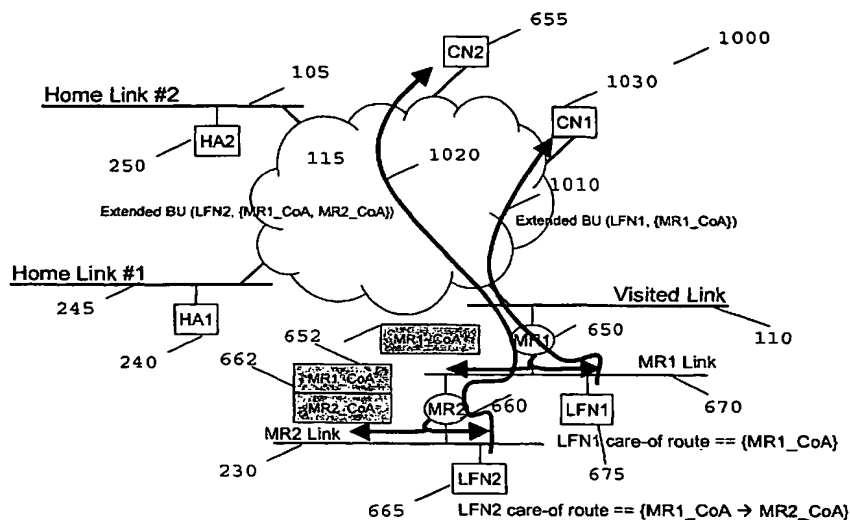 655
CN2
1000
105
1030
Home Link #2
CN1
HA2
250
115
1020
1010
Extended BU (LFN2, {MR1_CoA, MR2_CoA})
Extended BU (LFN1, {MR1_CoA})
Home Link #1
245
HA1
Visited Link
240
652
MR1_CoA
MR1
650
110
662
MR1_CoA
MR1 Link
MR2_CoA
MR2
660
LFN1
670
MR2 Link
230
LFN1 care-of route == {MR1_CoA}
675
LFN2
665
LFN2 care-of route == {MR1_CoA → MR2_CoA}